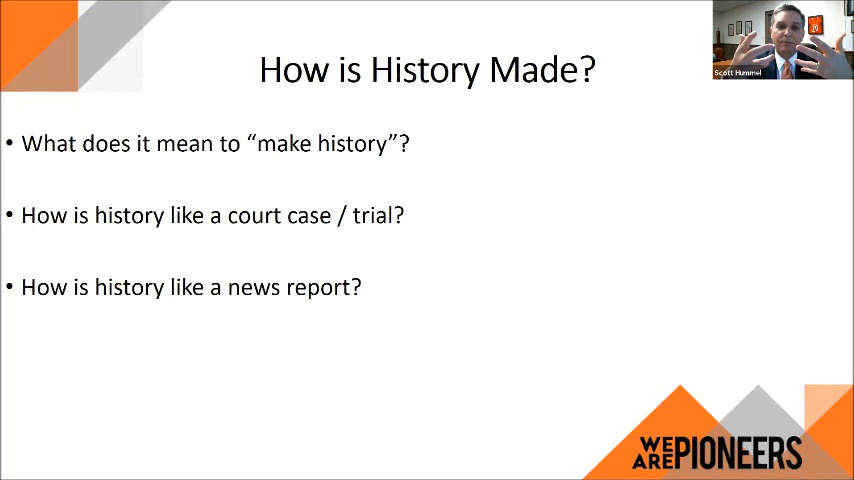 How is History Made?
Scott Hummel
• What does it mean to “make history”?
• How is history like a court case / trial?
• How is history like a news report?
WE ARE PIONEERS